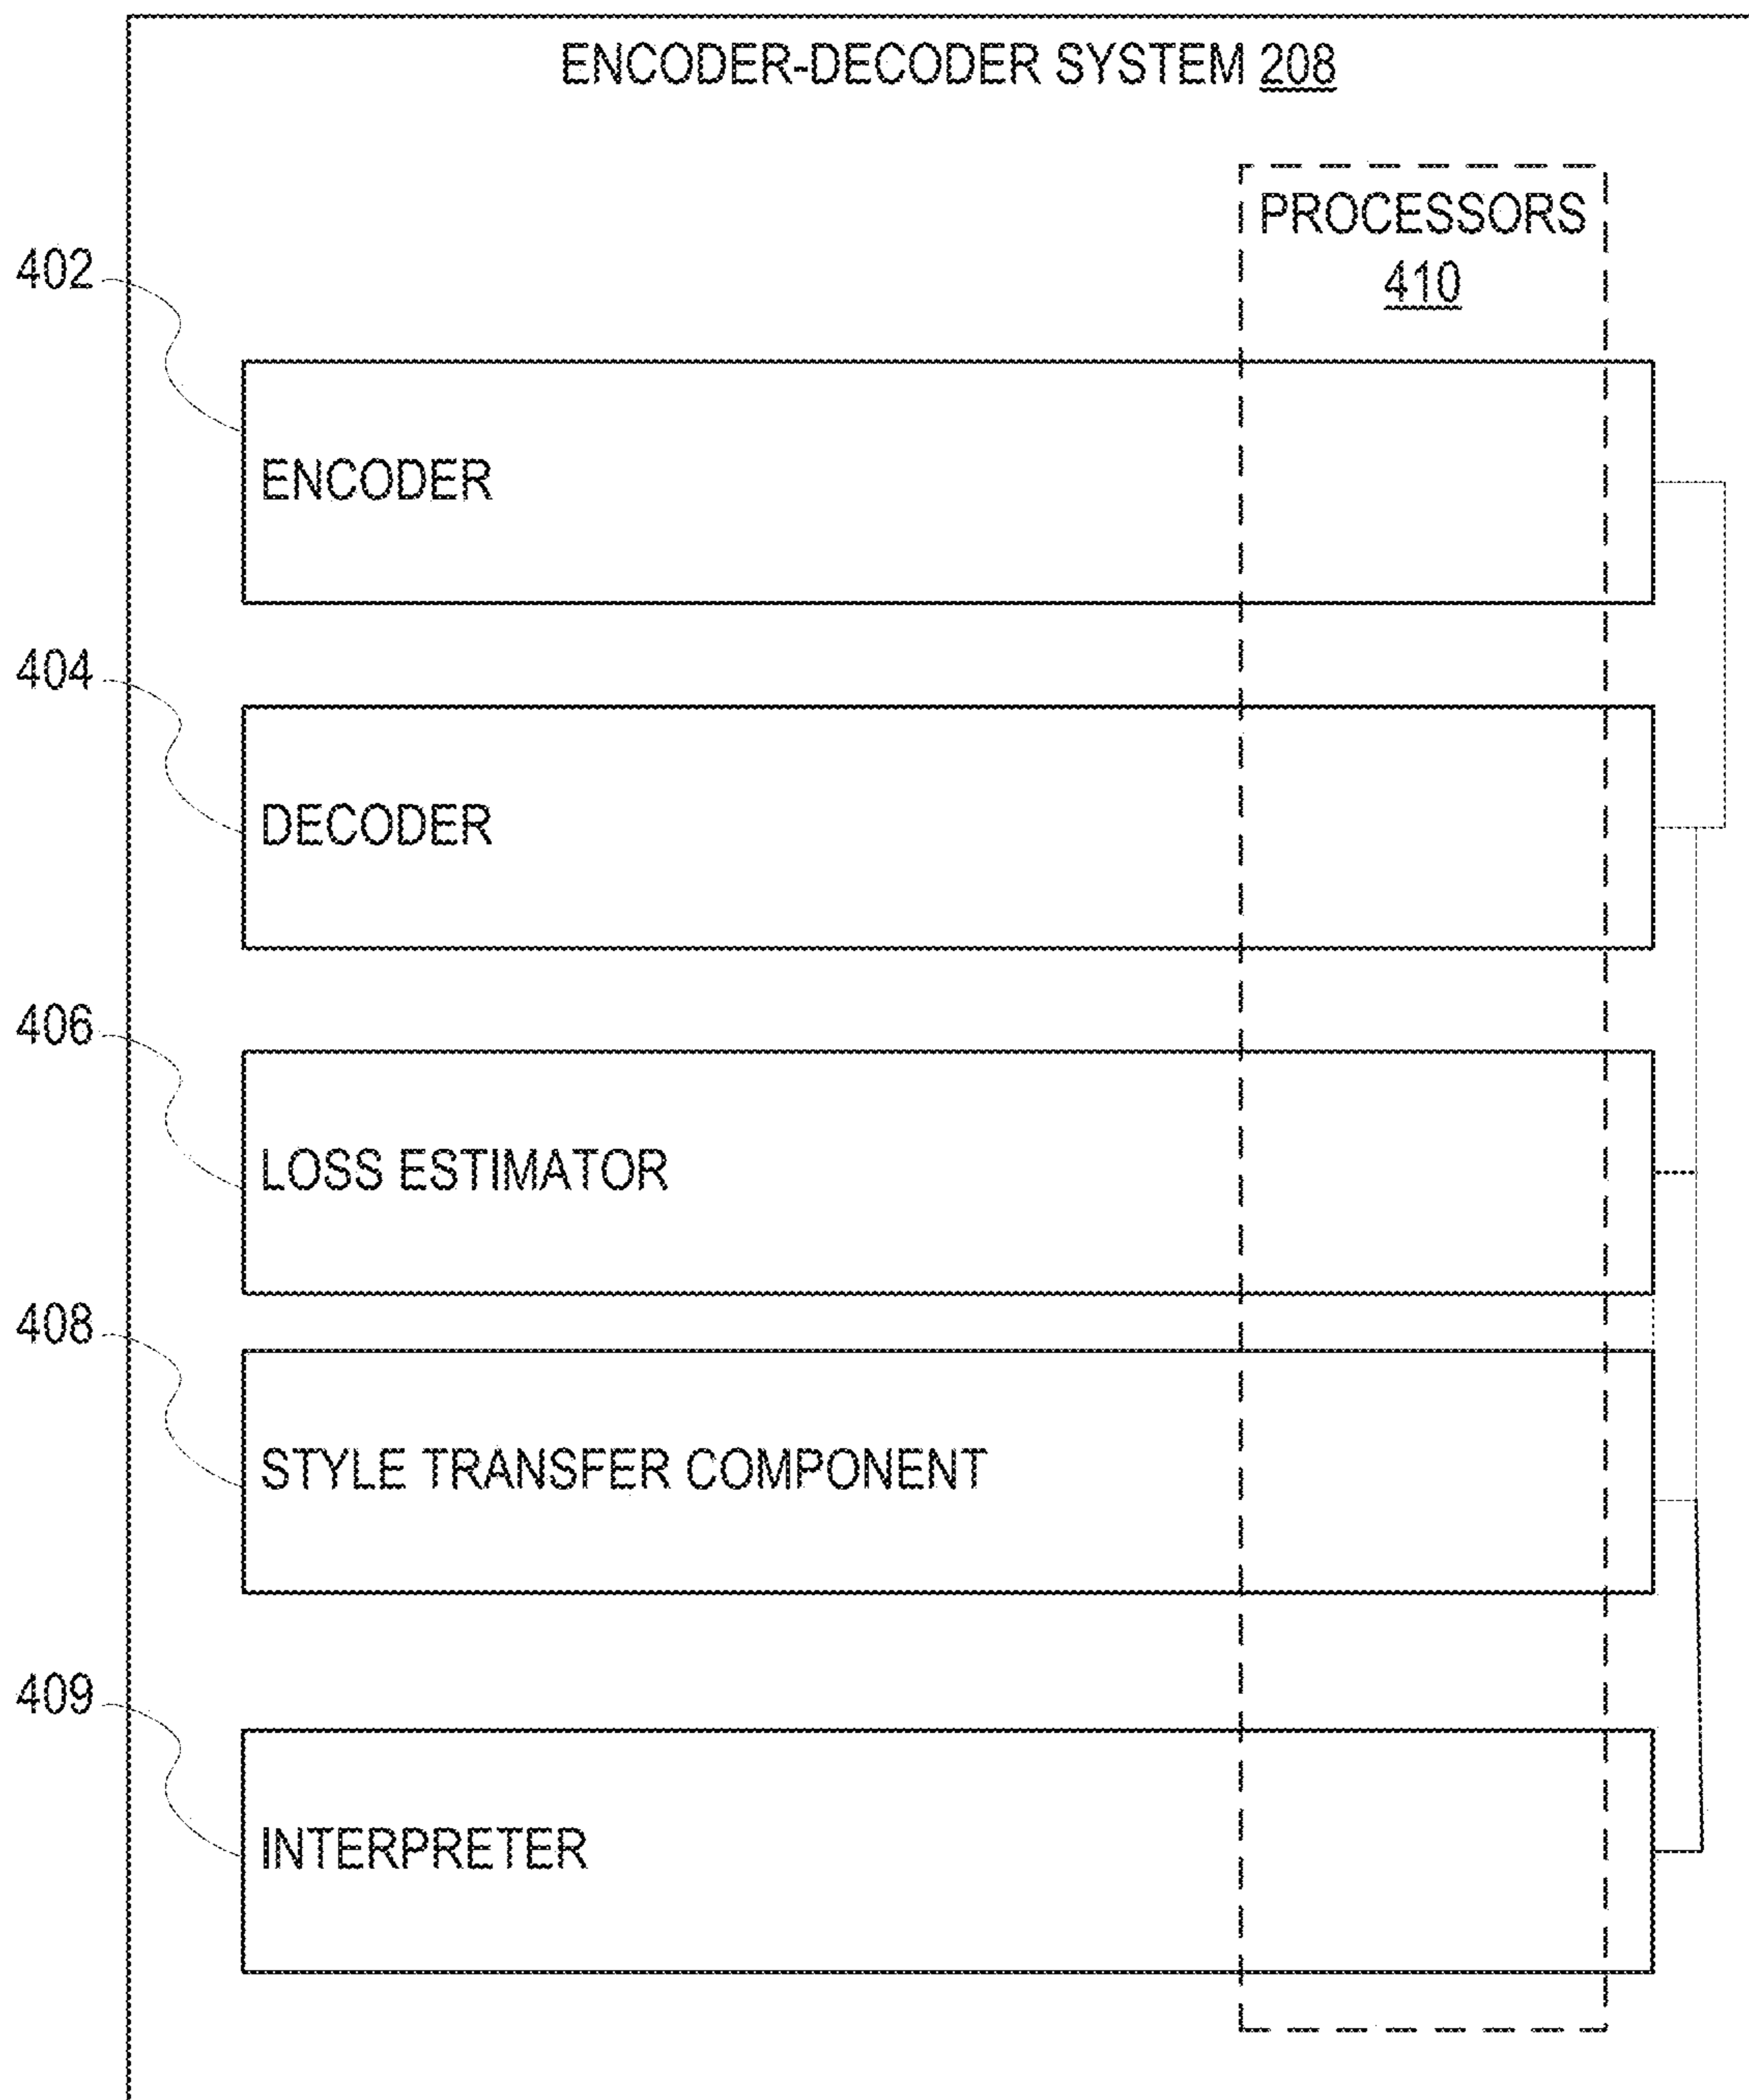 ENCODER-DECODER SYSTEM 208
PROCESSORS
410
402
ENCODER
404
DECODER
406
LOSS ESTIMATOR
408
STYLE TRANSFER COMPONENT
409
INTERPRETER